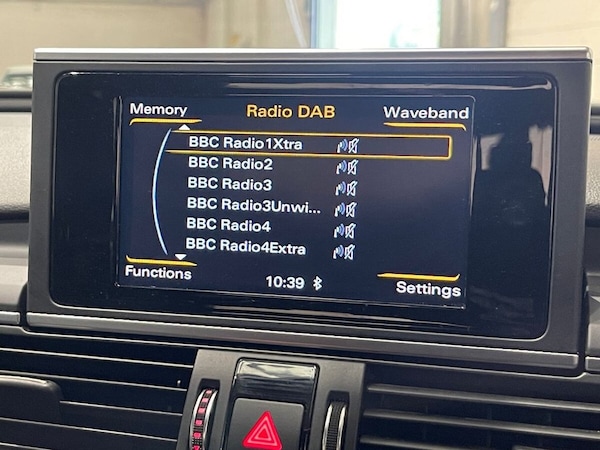 Memory
Radio DAB
Waveband
BBC Radio1Xtra
BBC Radio2
BBC Radio3
BBC Radio3Unwi...
BBC Radio4
BBC Radio4Extra
Functions
10:39
Settings